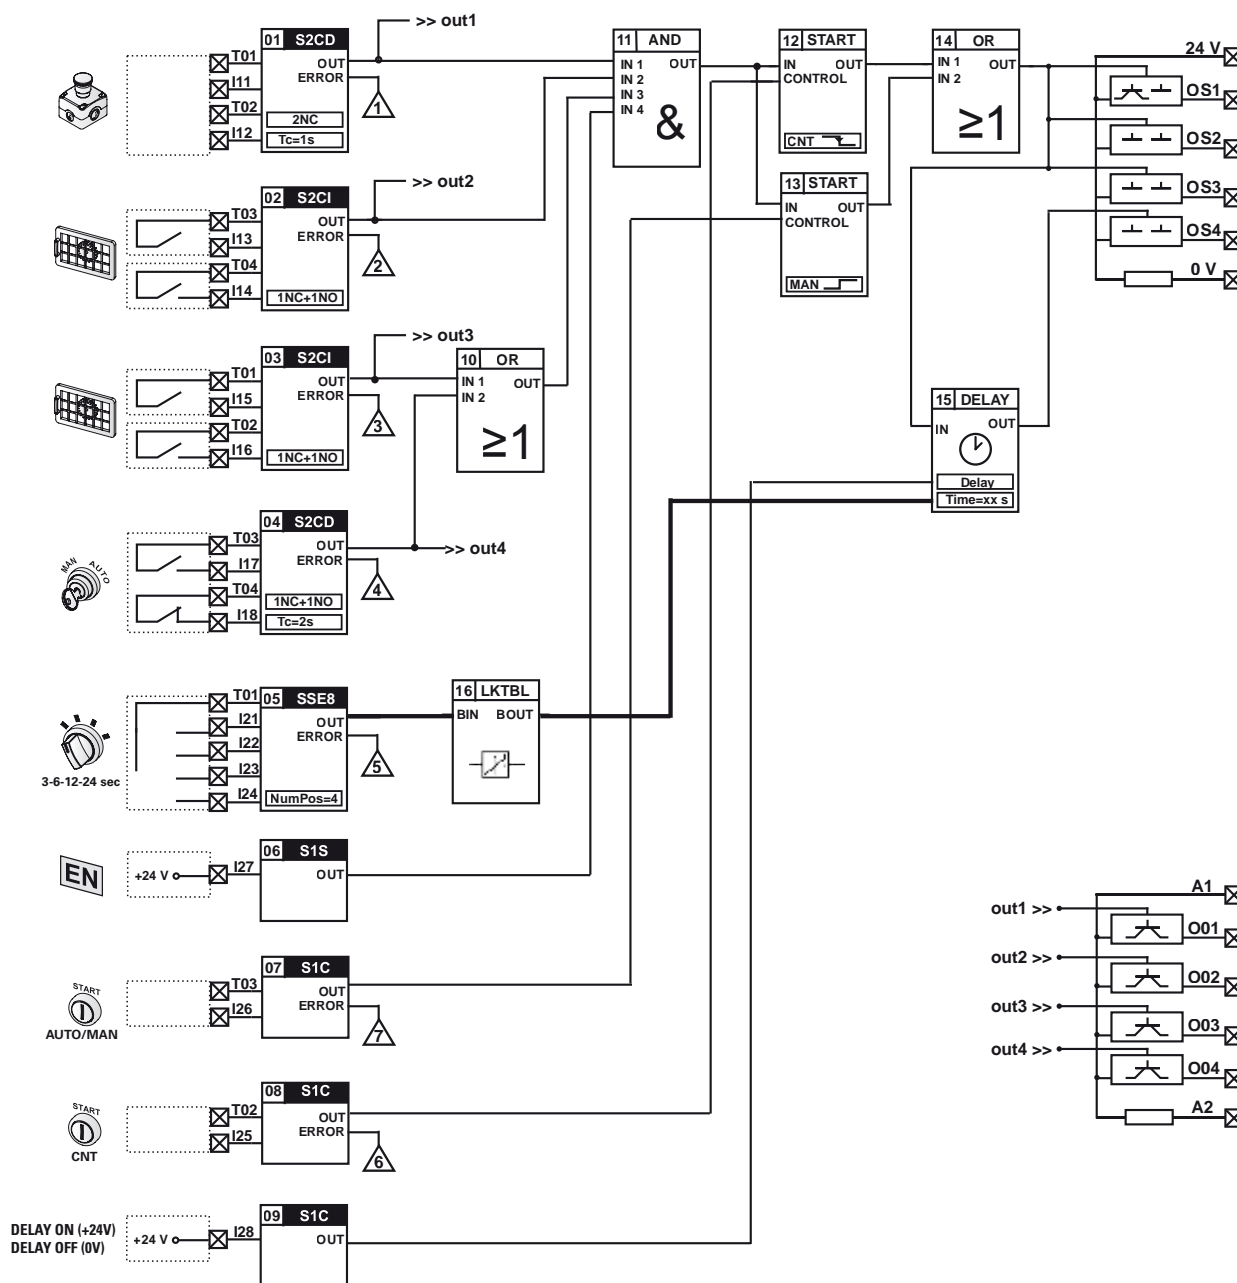 >> out1
01 S2CD
T01
I11
T02
I12
OUT
ERROR
2NC
Tc=1s
1
11 AND
IN 1
IN 2
IN 3
IN 4
OUT
&
12 START
IN
CONTROL
OUT
CNT
14 OR
IN 1
IN 2
OUT
≥1
24 V
OS1
OS2
OS3
OS4
0 V
>> out2
02 S2CI
T03
I13
T04
I14
OUT
ERROR
1NC+1NO
2
13 START
IN
CONTROL
OUT
MAN
>> out3
03 S2CI
T01
I15
T02
I16
OUT
ERROR
1NC+1NO
3
10 OR
IN 1
IN 2
OUT
≥1
15 DELAY
IN
OUT
Delay
Time=xx s
MAN AUTO
04 S2CD
T03
I17
T04
I18
OUT
ERROR
1NC+1NO
Tc=2s
>> out4
4
3-6-12-24 sec
05 SSE8
T01
I21
I22
I23
I24
OUT
ERROR
NumPos=4
5
16 LKTBL
BIN BOUT
EN
+24 V
I27
06 S1S
OUT
START
AUTO/MAN
T03
I26
07 S1C
OUT
ERROR
7
START
CNT
T02
I25
08 S1C
OUT
ERROR
6
DELAY ON (+24V)
DELAY OFF (0V)
+24 V
I28
09 S1C
OUT
A1
out1 >>
O01
out2 >>
O02
out3 >>
O03
out4 >>
O04
A2